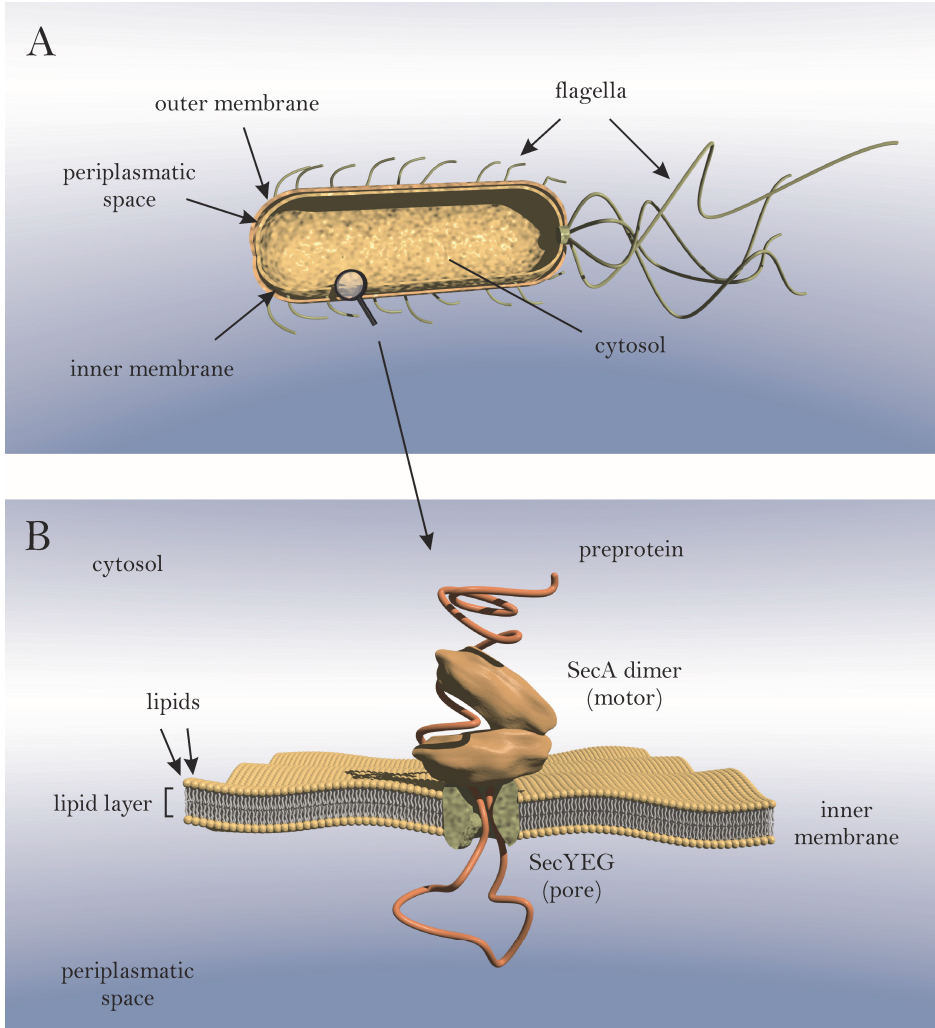 A
outer membrane
flagella
periplasmatic
space
cytosol
inner membrane
B
cytosol
preprotein
SecA dimer
(motor)
lipids
lipid layer
inner
membrane
SecYEG
(pore)
periplasmatic
space